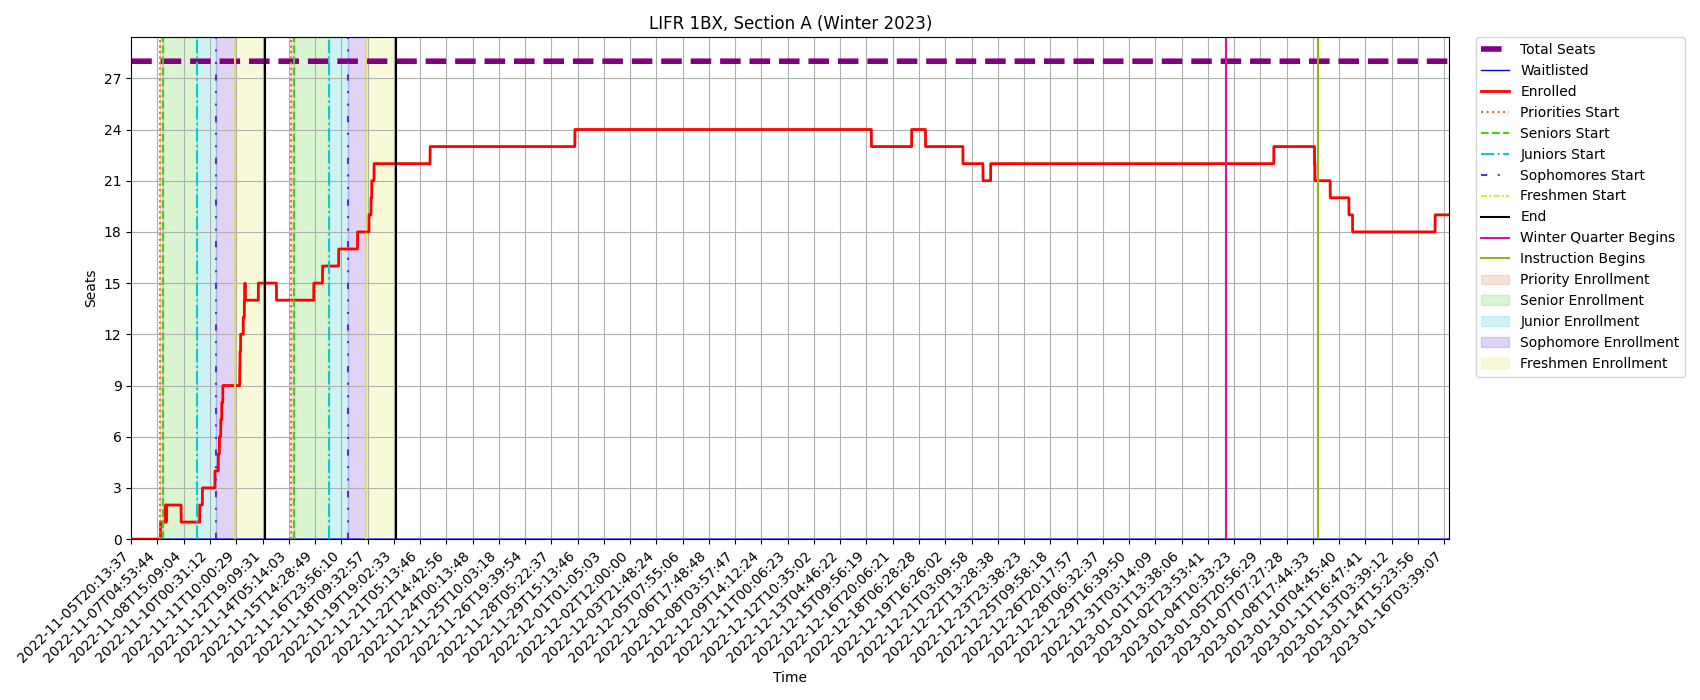 LIFR 1BX, Section A (Winter 2023)
Total Seats
Waitlisted
Enrolled
Priorities Start
Seniors Start
Juniors Start
Sophomores Start
Freshmen Start
End
Winter Quarter Begins
Instruction Begins
Priority Enrollment
Senior Enrollment
Junior Enrollment
Sophomore Enrollment
Freshmen Enrollment
Seats
27
24
21
18
15
12
9
6
3
0
2022-11-05T20:13:37
2022-11-07T04:53:44
2022-11-08T15:09:04
2022-11-10T00:31:12
2022-11-11T10:00:29
2022-11-12T19:09:31
2022-11-14T05:14:03
2022-11-15T14:28:49
2022-11-16T23:56:10
2022-11-18T09:32:57
2022-11-19T19:02:33
2022-11-21T05:13:46
2022-11-22T14:42:56
2022-11-24T00:13:48
2022-11-25T10:03:18
2022-11-26T19:39:54
2022-11-28T05:22:37
2022-11-29T15:13:46
2022-12-01T01:05:03
2022-12-02T12:00:00
2022-12-03T21:48:24
2022-12-05T07:55:06
2022-12-06T17:48:49
2022-12-08T03:57:47
2022-12-09T14:12:24
2022-12-11T00:06:23
2022-12-12T10:35:02
2022-12-13T04:46:22
2022-12-16T09:56:19
2022-12-16T20:06:21
2022-12-18T06:28:28
2022-12-19T16:26:02
2022-12-21T03:09:58
2022-12-22T13:28:38
2022-12-23T23:38:23
2022-12-25T09:58:18
2022-12-26T20:17:57
2022-12-28T06:32:37
2022-12-29T16:39:50
2022-12-31T03:14:09
2023-01-01T13:38:06
2023-01-02T23:53:41
2023-01-04T10:33:23
2023-01-05T20:56:29
2023-01-07T07:27:28
2023-01-08T17:44:33
2023-01-10T04:45:40
2023-01-11T16:47:41
2023-01-13T03:39:12
2023-01-14T15:23:56
2023-01-16T03:39:07
Time